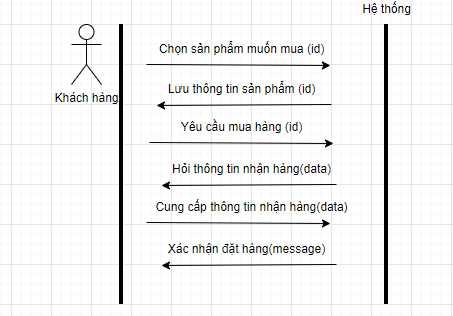 Hệ thống
Chọn sản phẩm muốn mua (id)
Khách hàng
Lưu thông tin sản phẩm (id)
Yêu cầu mua hàng (id)
Hỏi thông tin nhận hàng(data)
Cung cấp thông tin nhận hàng(data)
Xác nhận đặt hàng(message)